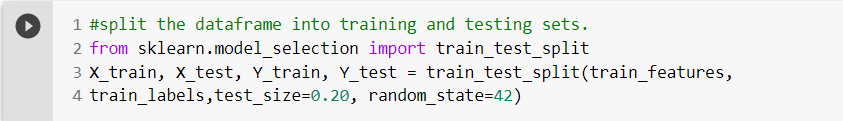 1 #split the dataframe into training and testing sets.
2 from sklearn.model_selection import train_test_split
3 X_train, X_test, Y_train, Y_test = train_test_split(train_features,
4 train_labels,test_size=0.20, random_state=42)